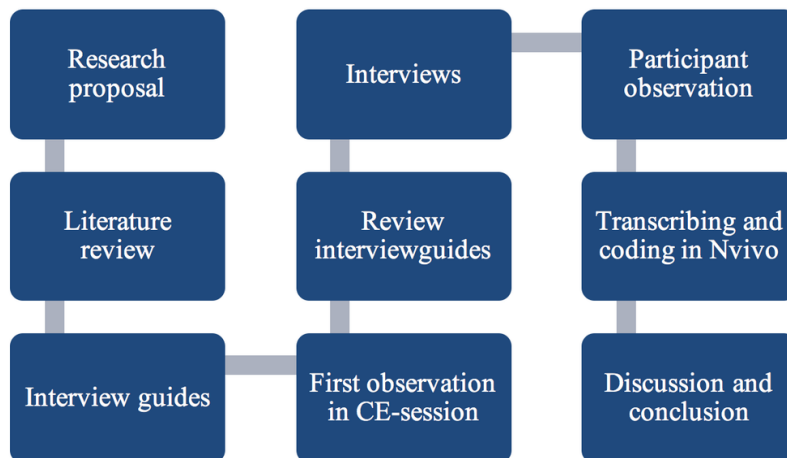 Research
proposal
Literature
review
Interview guides
First observation
in CE-session
Review
interviewguides
Interviews
Participant
observation
Transcribing and
coding in Nvivo
Discussion and
conclusion